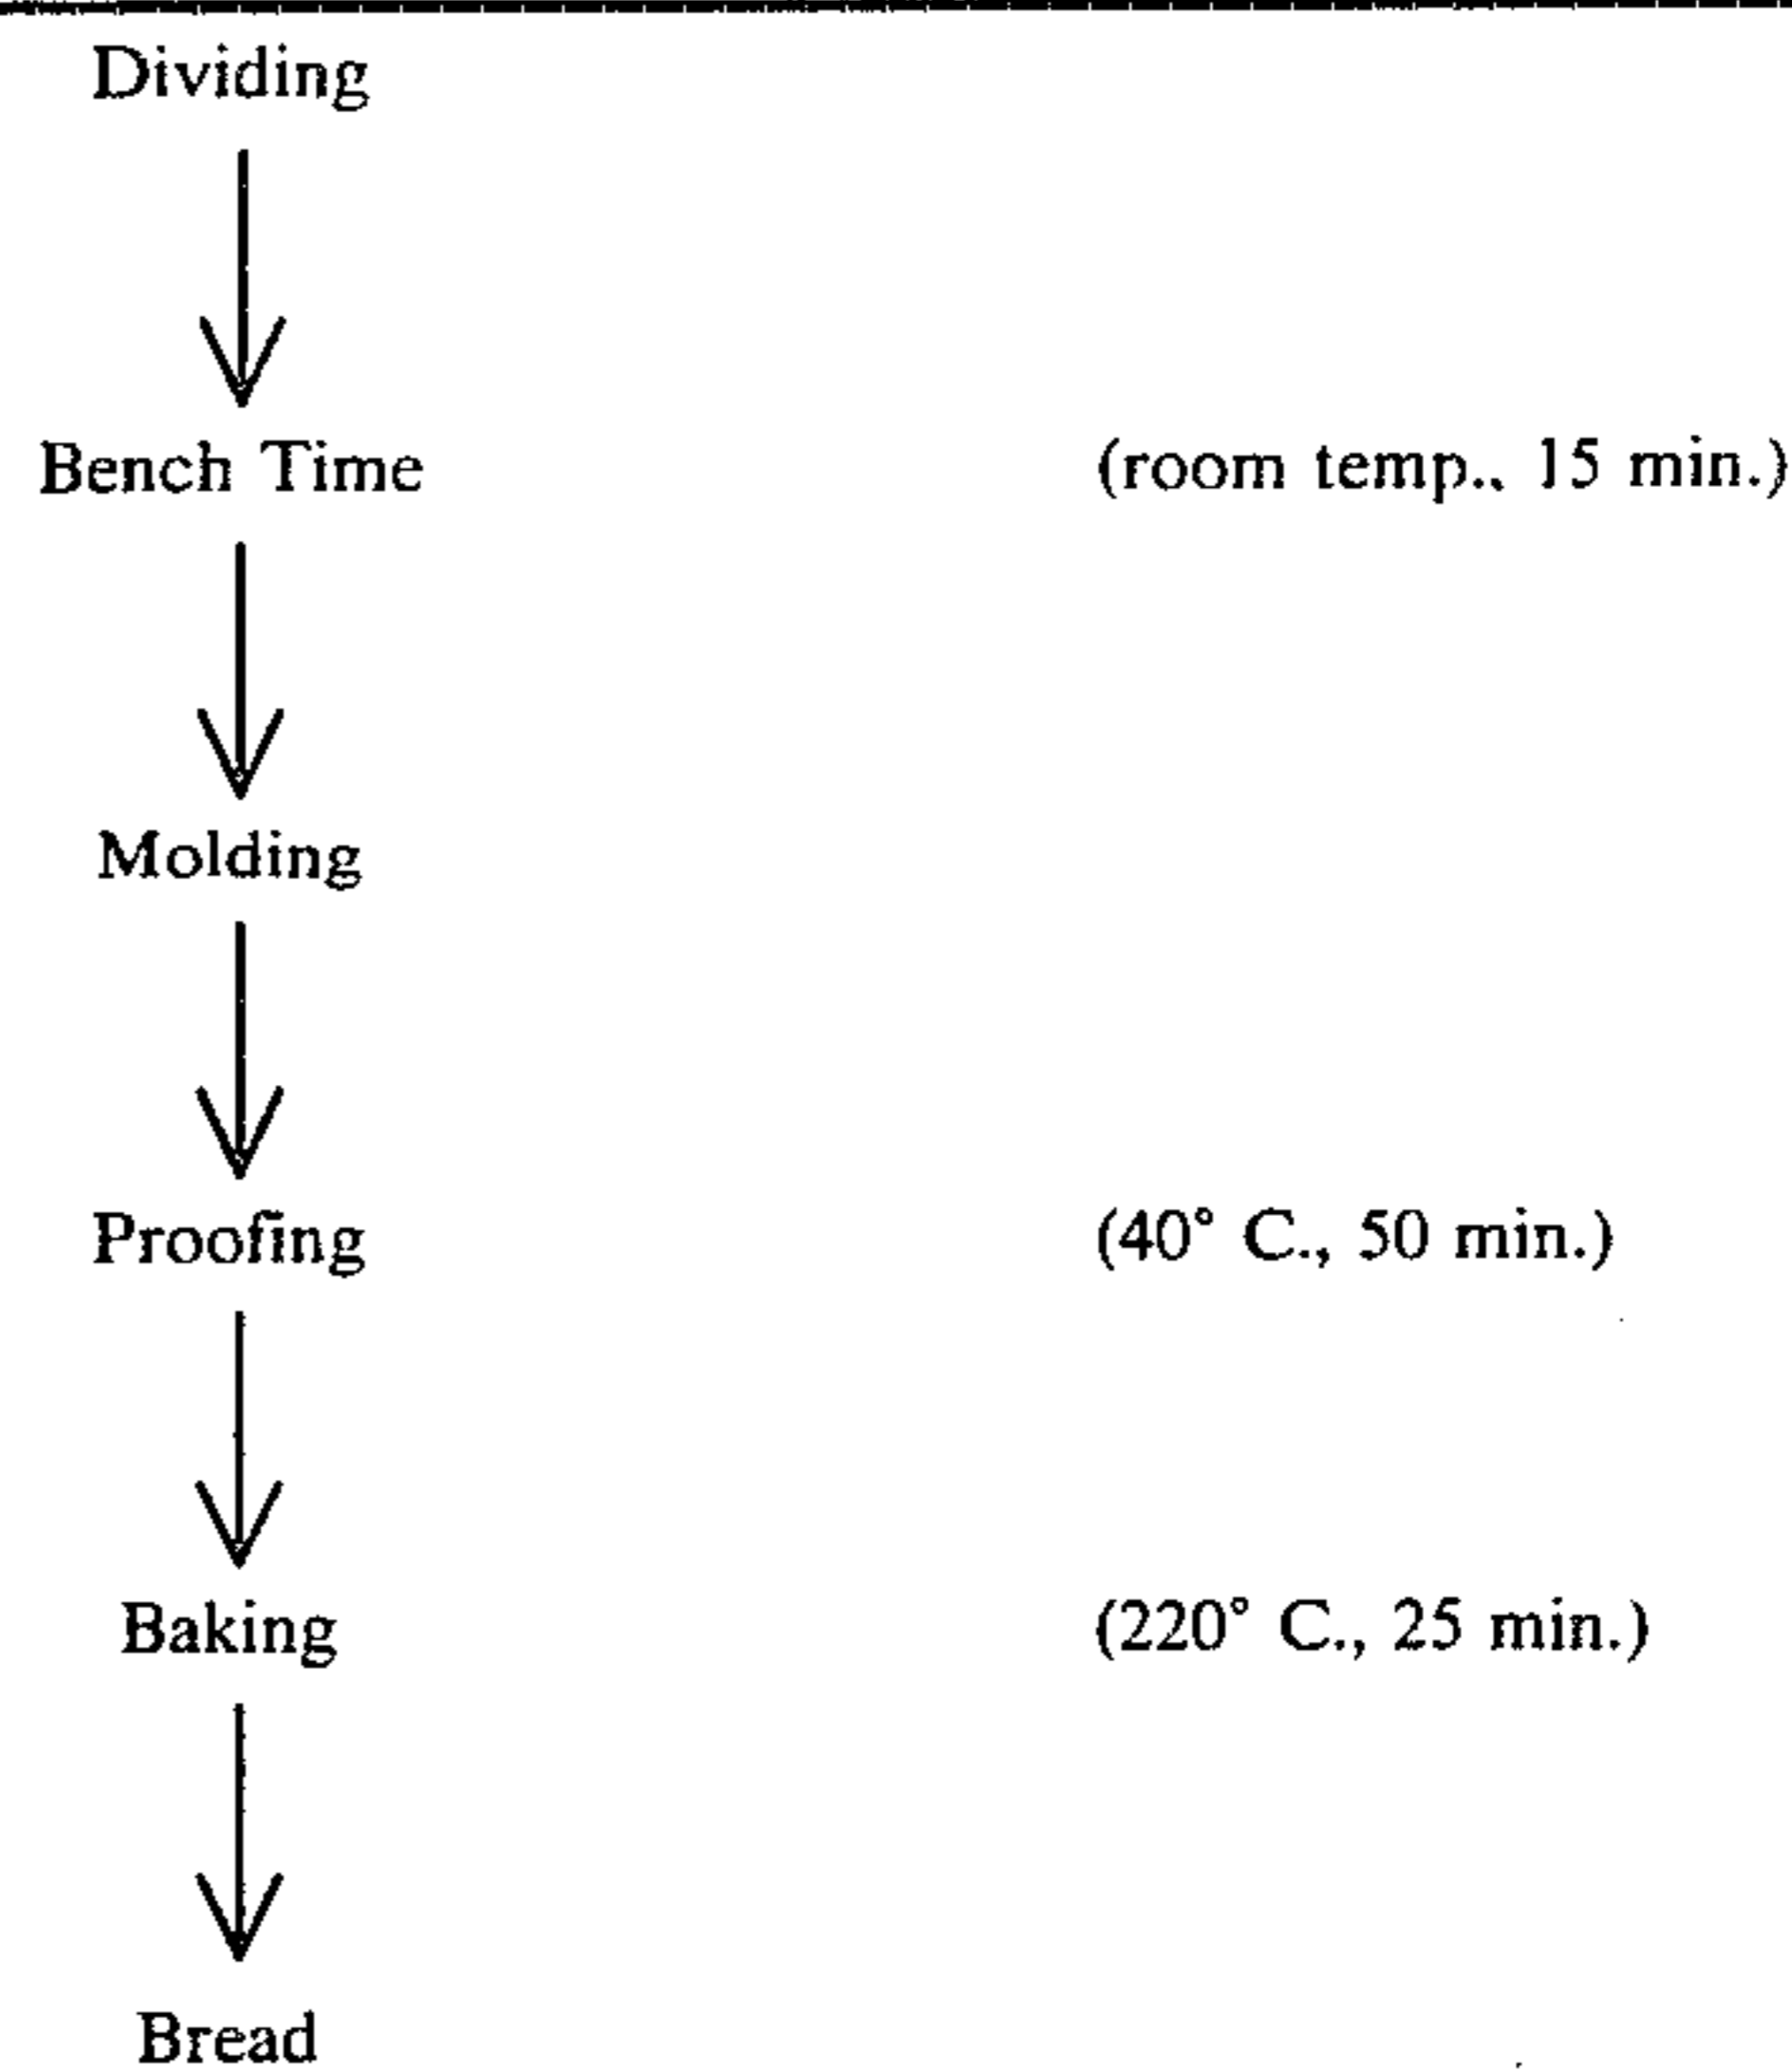 Dividing
Bench Time (room temp., 15 min.)
Molding
Proofing (40° C., 50 min.)
Baking (220° C., 25 min.)
Bread